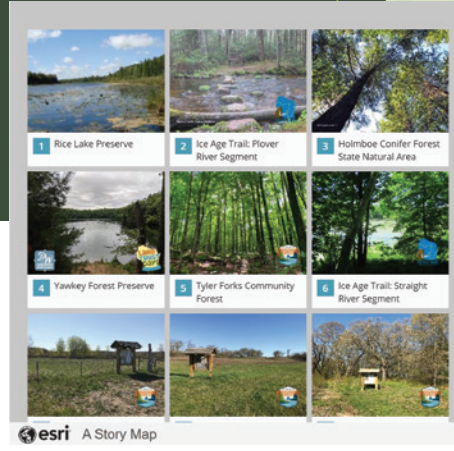 1 Rice Lake Preserve
2 Ice Age Trail: Plover
River Segment
3 Holmboe Conifer Forest
State Natural Area
4 Yawkey Forest Preserve
5 Tyler Forks Community
Forest
6 Ice Age Trail: Straight
River Segment
esri A Story Map